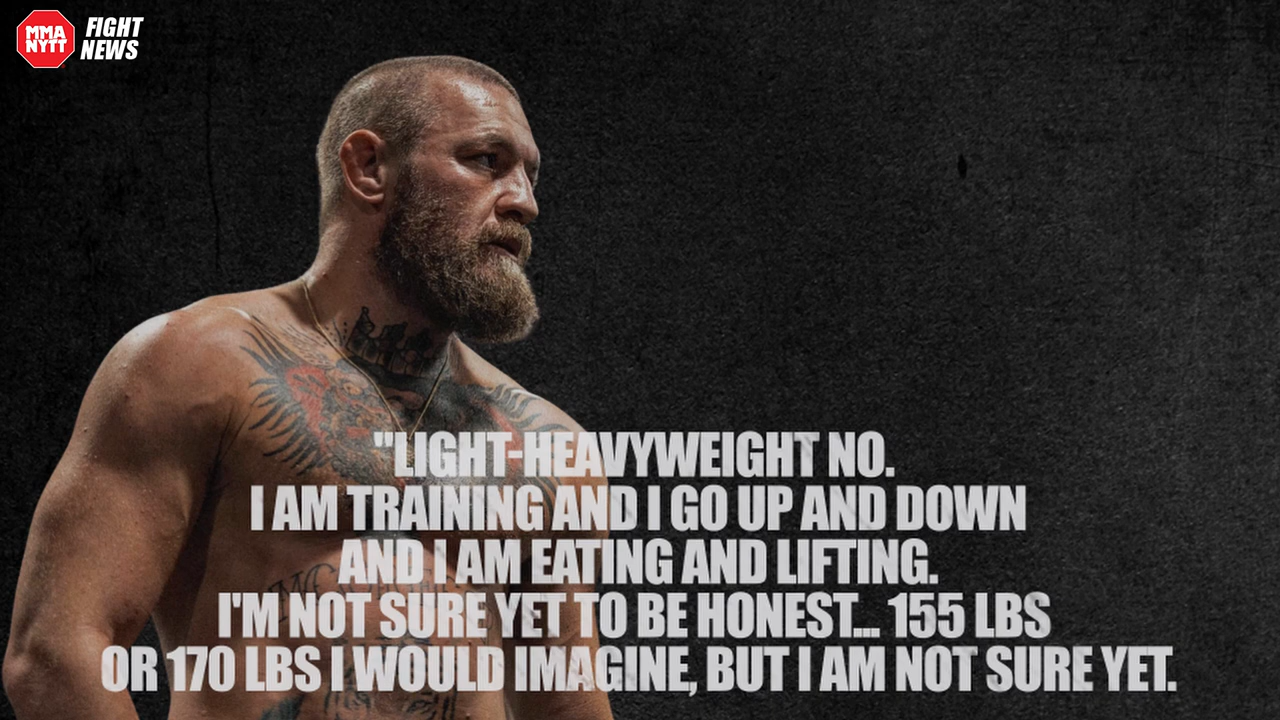 MMA
NYTT
FIGHT
NEWS
"LIGHT-HEAVYWEIGHT NO.
I AM TRAINING AND I GO UP AND DOWN
AND I AM EATING AND LIFTING.
I'M NOT SURE YET TO BE HONEST... 155 LBS
OR 170 LBS I WOULD IMAGINE, BUT I AM NOT SURE YET.